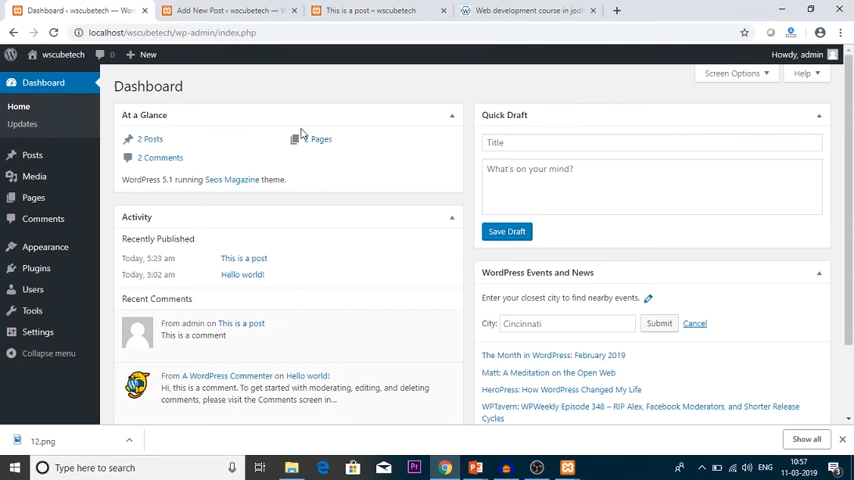 Dashboard ‹ wscubetech — Wor
Add New Post ‹ wscubetech — W
This is a post – wscubetech
Web development course in jodh
localhost/wscubetech/wp-admin/index.php
wscubetech 0 New
Howdy, admin
Screen Options Help
Dashboard
Home
Updates
Posts
Media
Pages
Comments
Appearance
Plugins
Users
Tools
Settings
Collapse menu
Dashboard
At a Glance
2 Posts
Pages
2 Comments
WordPress 5.1 running Seos Magazine theme.
Activity
Recently Published
Today, 5:23 am This is a post
Today, 5:02 am Hello world!
Recent Comments
From admin on This is a post
This is a comment
From A WordPress Commenter on Hello world!
Hi, this is a comment. To get started with moderating, editing, and deleting
comments, please visit the Comments screen in...
Quick Draft
Title
What's on your mind?
Save Draft
WordPress Events and News
Enter your closest city to find nearby events.
City: Cincinnati Submit Cancel
The Month in WordPress: February 2019
Matt: A Meditation on the Open Web
HeroPress: How WordPress Changed My Life
WPTavern: WPWeekly Episode 348 – RIP Alex, Facebook Moderators, and Shorter Release
Cycles
12.png
Show all
Type here to search
ENG
10:57
11-03-2019